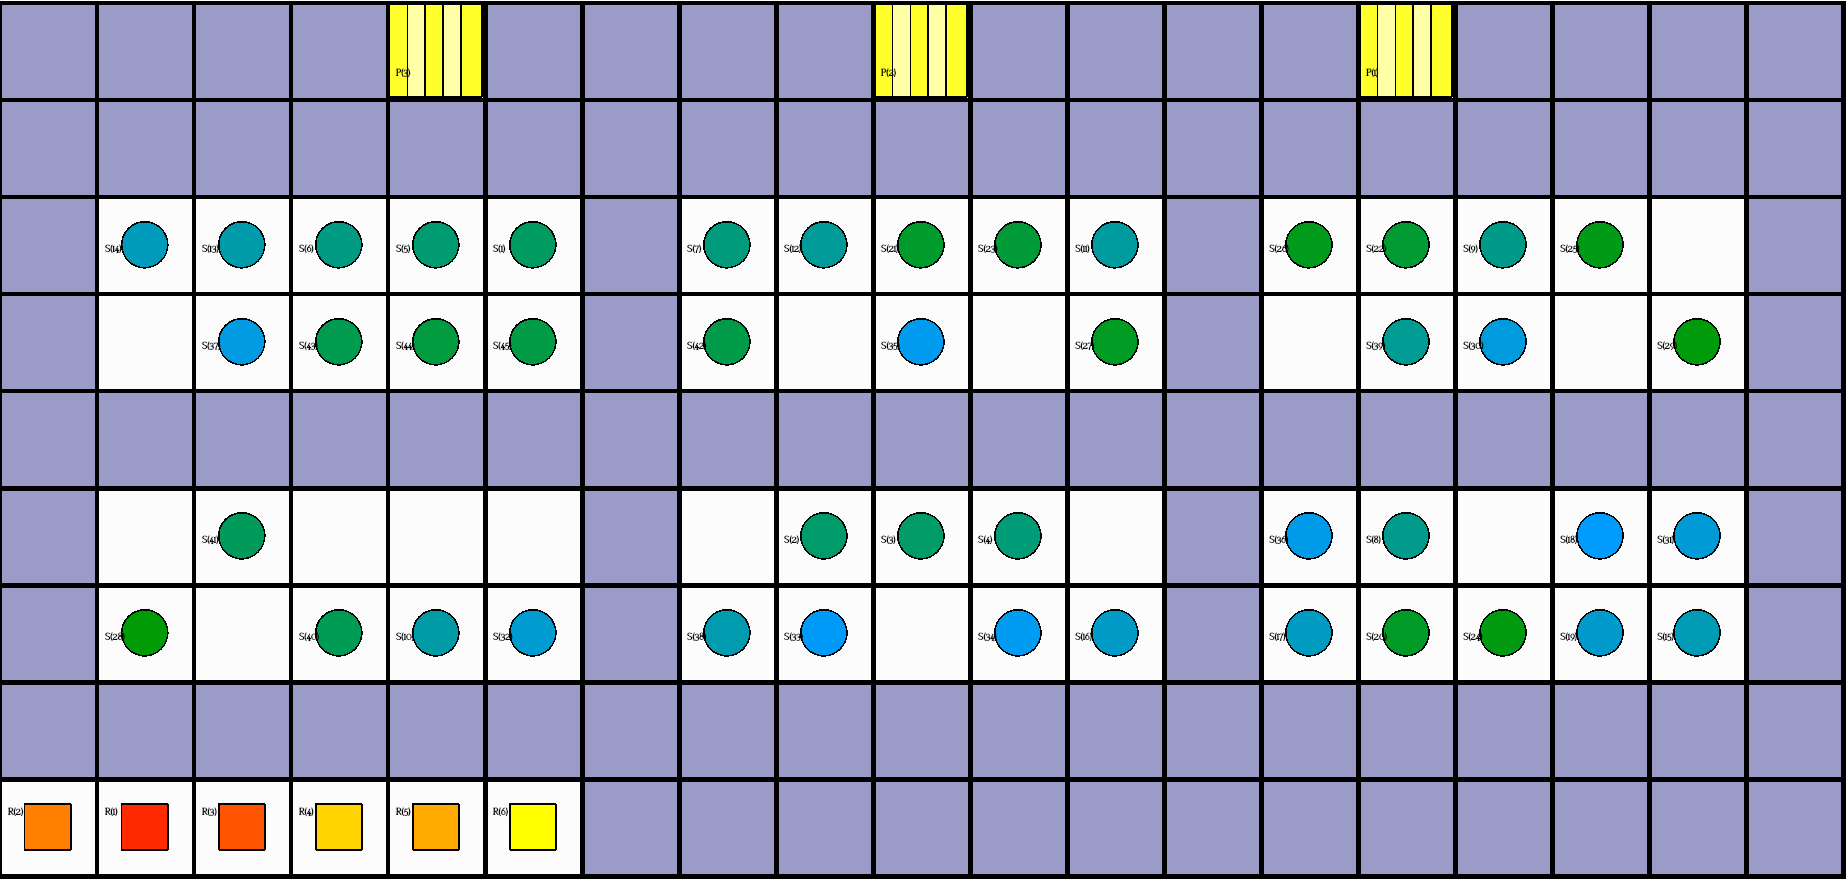 P(3) P(2) P(1)
S(14) S(13) S(6) S(5) S(1) S(7) S(12) S(21) S(23) S(11) S(26) S(22) S(9) S(25)
S(37) S(43) S(44) S(45) S(42) S(35) S(27) S(39) S(30) S(29)
S(41) S(2) S(3) S(4) S(36) S(8) S(18) S(31)
S(28) S(40) S(10) S(32) S(38) S(33) S(34) S(16) S(17) S(20) S(24) S(19) S(15)
R(2) R(1) R(3) R(4) R(5) R(6)